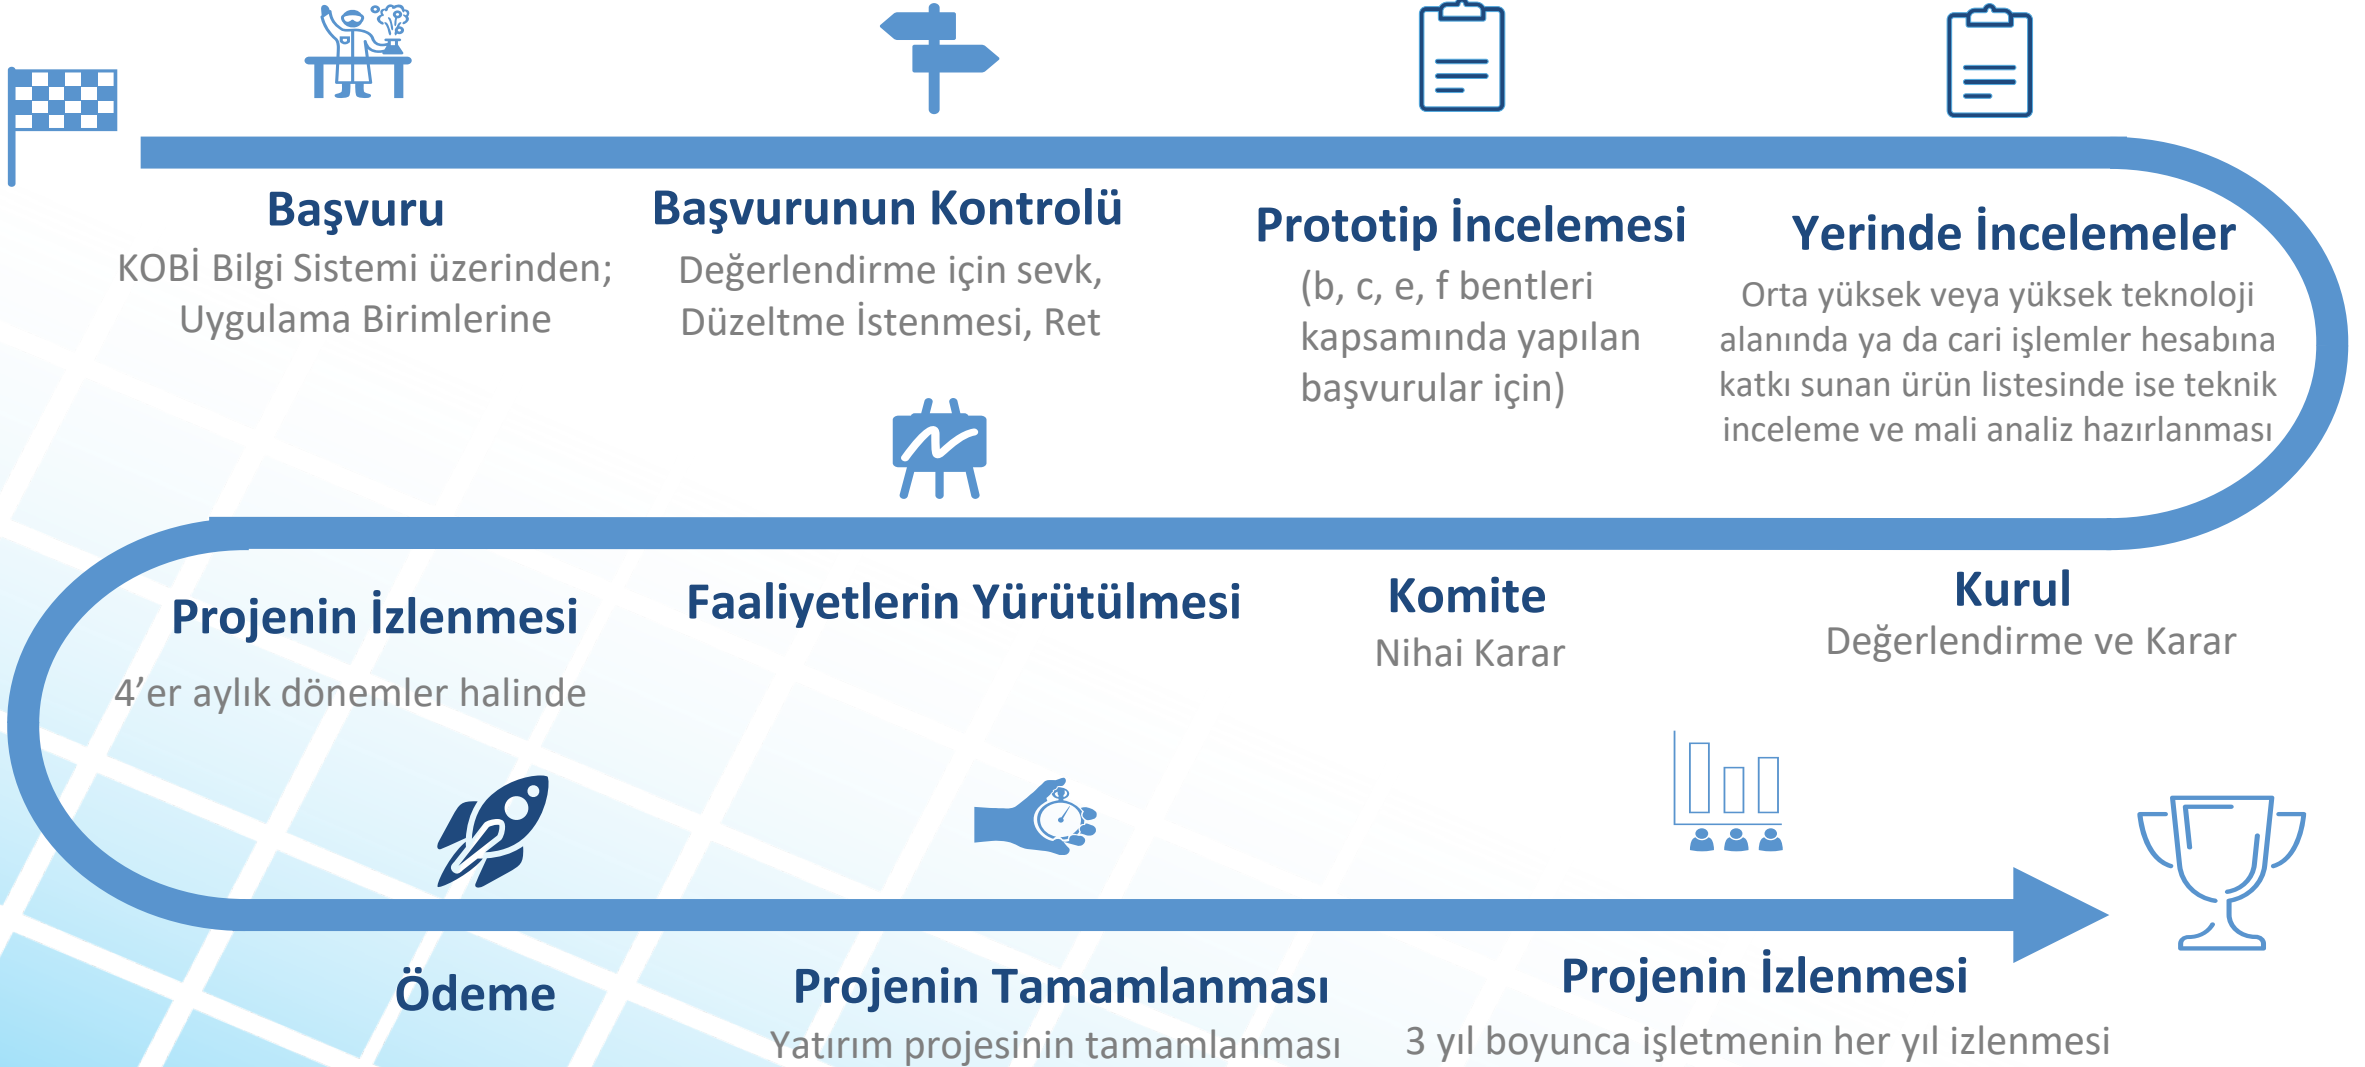 Başvuru
KOBİ Bilgi Sistemi üzerinden;
Uygulama Birimlerine
Başvurunun Kontrolü
Değerlendirme için sevk,
Düzeltme İstenmesi, Ret
Prototip İncelemesi
(b, c, e, f bentleri
kapsamında yapılan
başvurular için)
Yerinde İncelemeler
Orta yüksek veya yüksek teknoloji
alanında ya da cari işlemler hesabına
katkı sunan ürün listesinde ise teknik
inceleme ve mali analiz hazırlanması
Kurul
Değerlendirme ve Karar
Komite
Nihai Karar
Faaliyetlerin Yürütülmesi
Projenin İzlenmesi
4’er aylık dönemler halinde
Ödeme
Projenin Tamamlanması
Yatırım projesinin tamamlanması
Projenin İzlenmesi
3 yıl boyunca işletmenin her yıl izlenmesi